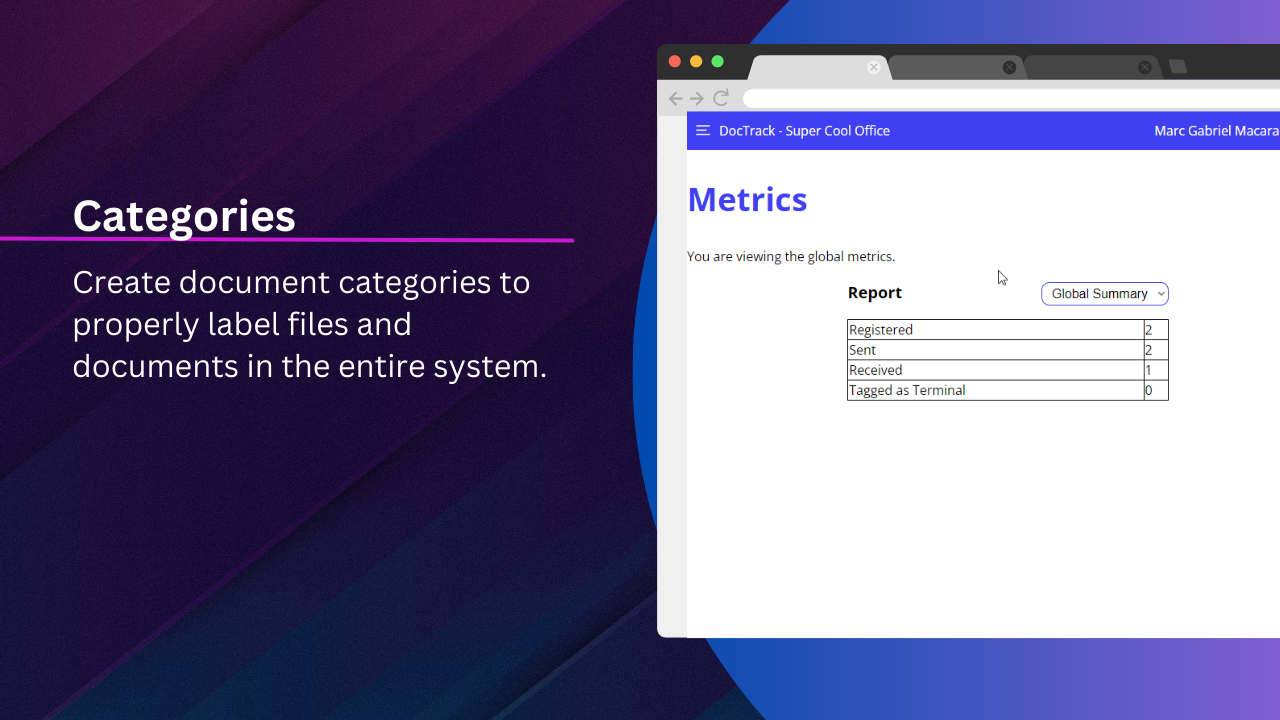 Categories
Create document categories to
properly label files and
documents in the entire system.
DocTrack - Super Cool Office
Marc Gabriel Macara
Metrics
You are viewing the global metrics.
Report
Global Summary
Registered 2
Sent 2
Received 1
Tagged as Terminal 0